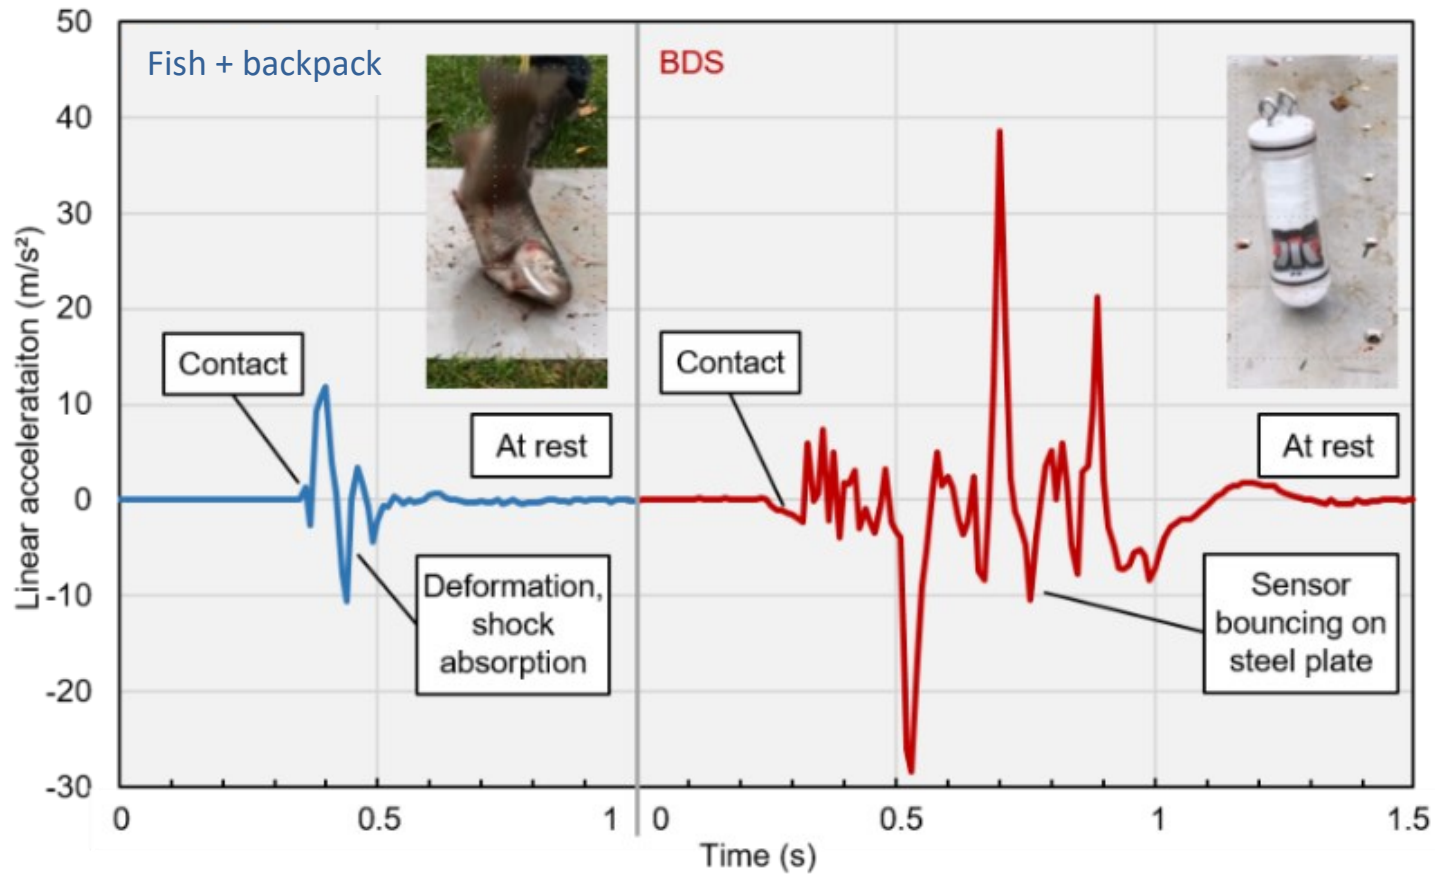 50
40
30
20
10
0
-10
-20
-30
Linear accelerataiton (m/s²)
Fish + backpack
Contact
At rest
Deformation,
shock
absorption
BDS
Contact
At rest
Sensor
bouncing on
steel plate
0
0.5
1
0
0.5
1
1.5
Time (s)